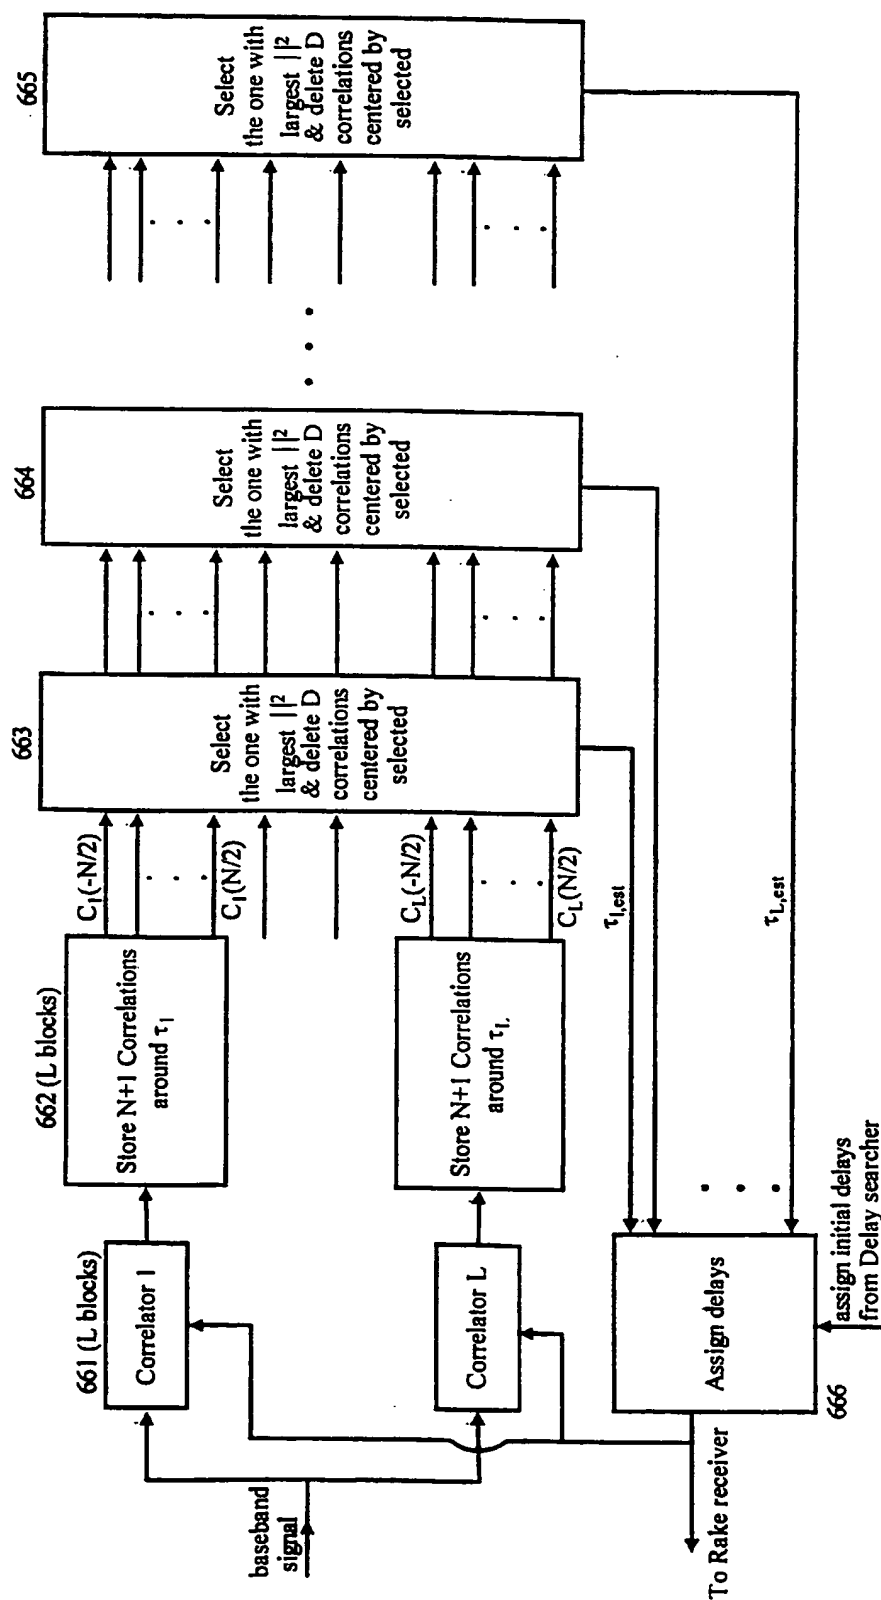 baseband
signal
661 (L blocks)
Correlator 1
Correlator L
662 (L blocks)
Store N+1 Correlations
around τ1
Store N+1 Correlations
around τL
C1(-N/2)
C1(N/2)
CL(-N/2)
CL(N/2)
663
Select
the one with
largest ||²
& delete D
correlations
centered by
selected
664
Select
the one with
largest ||²
& delete D
correlations
centered by
selected
665
Select
the one with
largest ||²
& delete D
correlations
centered by
selected
τ1,est
τL,est
Assign delays
666
assign initial delays
from Delay searcher
To Rake receiver